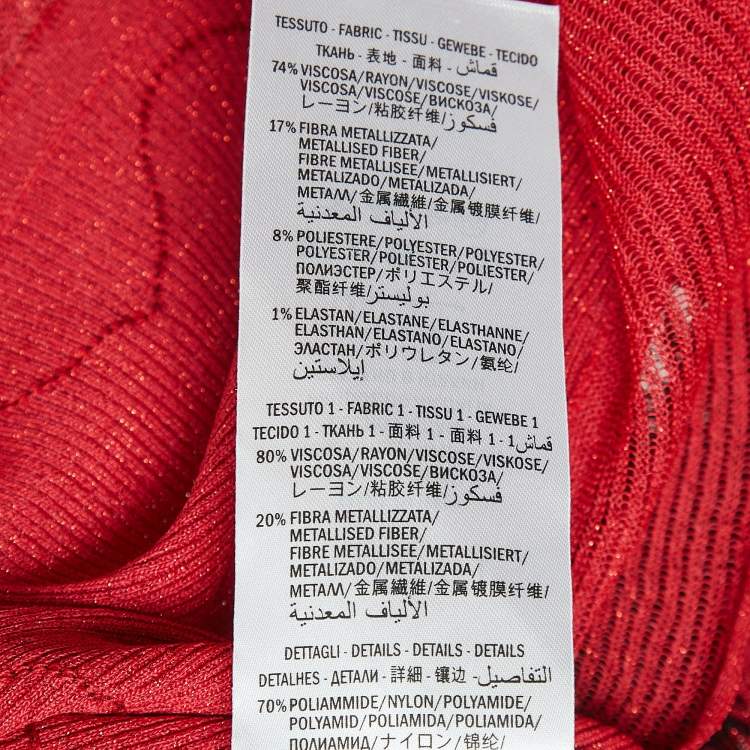 TESSUTO - FABRIC - TISSU - GEWEBE - TECIDO
ТКАНЬ - 表地 - 面料 - قماش
74% VISCOSA/RAYON/VISCOSE/VISKOSE/
VISCOSA/VISCOSE/ВИСКОЗА/
レーヨン/粘胶纤维/فسكوز
17% FIBRA METALLIZZATA/
METALLISED FIBER/
FIBRE METALLISEE/METALLISIERT/
METALIZADO/METALIZADA/
МЕТАЛЛ/金属繊維/金属镀膜纤维/
الألياف المعدنية
8% POLIESTERE/POLYESTER/POLYESTER/
POLYESTER/POLIÉSTER/POLIESTER/
ПОЛИЭСТЕР/ポリエステル/
聚酯纤维/بوليستر
1% ELASTAN/ELASTANE/ELASTHANNE/
ELASTHAN/ELASTANO/ELASTANO/
ЭЛАСТАН/ポリウレタン/氨纶/
إيلاستين
TESSUTO 1 - FABRIC 1 - TISSU 1 - GEWEBE 1
TECIDO 1 - ТКАНЬ 1 - 面料 1 - 面料 1 - قماش 1
80% VISCOSA/RAYON/VISCOSE/VISKOSE/
VISCOSA/VISCOSE/ВИСКОЗА/
レーヨン/粘胶纤维/فسكوز
20% FIBRA METALLIZZATA/
METALLISED FIBER/
FIBRE METALLISEE/METALLISIERT/
METALIZADO/METALIZADA/
МЕТАЛЛ/金属繊維/金属镀膜纤维/
الألياف المعدنية
DETTAGLI - DETAILS - DETAILS - DETAILS
DETALHES - ДЕТАЛИ - 詳細 - 镶边 - التفاصيل
70% POLIAMMIDE/NYLON/POLYAMIDE/
POLYAMID/POLIAMIDA/POLIAMIDA/
ПОЛИАМИД/ナイロン/锦纶/